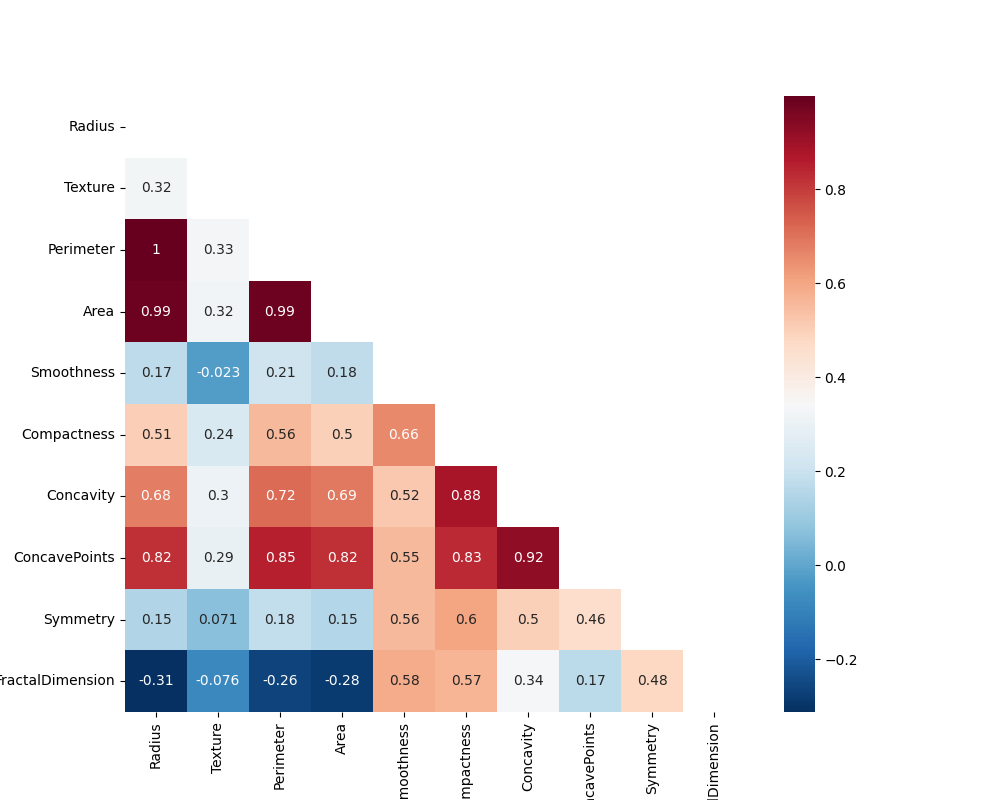 Radius
Texture 0.32
Perimeter 1 0.33
Area 0.99 0.32 0.99
Smoothness 0.17 -0.023 0.21 0.18
Compactness 0.51 0.24 0.56 0.5 0.66
Concavity 0.68 0.3 0.72 0.69 0.52 0.88
ConcavePoints 0.82 0.29 0.85 0.82 0.55 0.83 0.92
Symmetry 0.15 0.071 0.18 0.15 0.56 0.6 0.5 0.46
ractalDimension -0.31 -0.076 -0.26 -0.28 0.58 0.57 0.34 0.17 0.48
Radius
Texture
Perimeter
Area
moothness
mpactness
Concavity
cavePoints
Symmetry
lDimension
0.8
0.6
0.4
0.2
0.0
−0.2